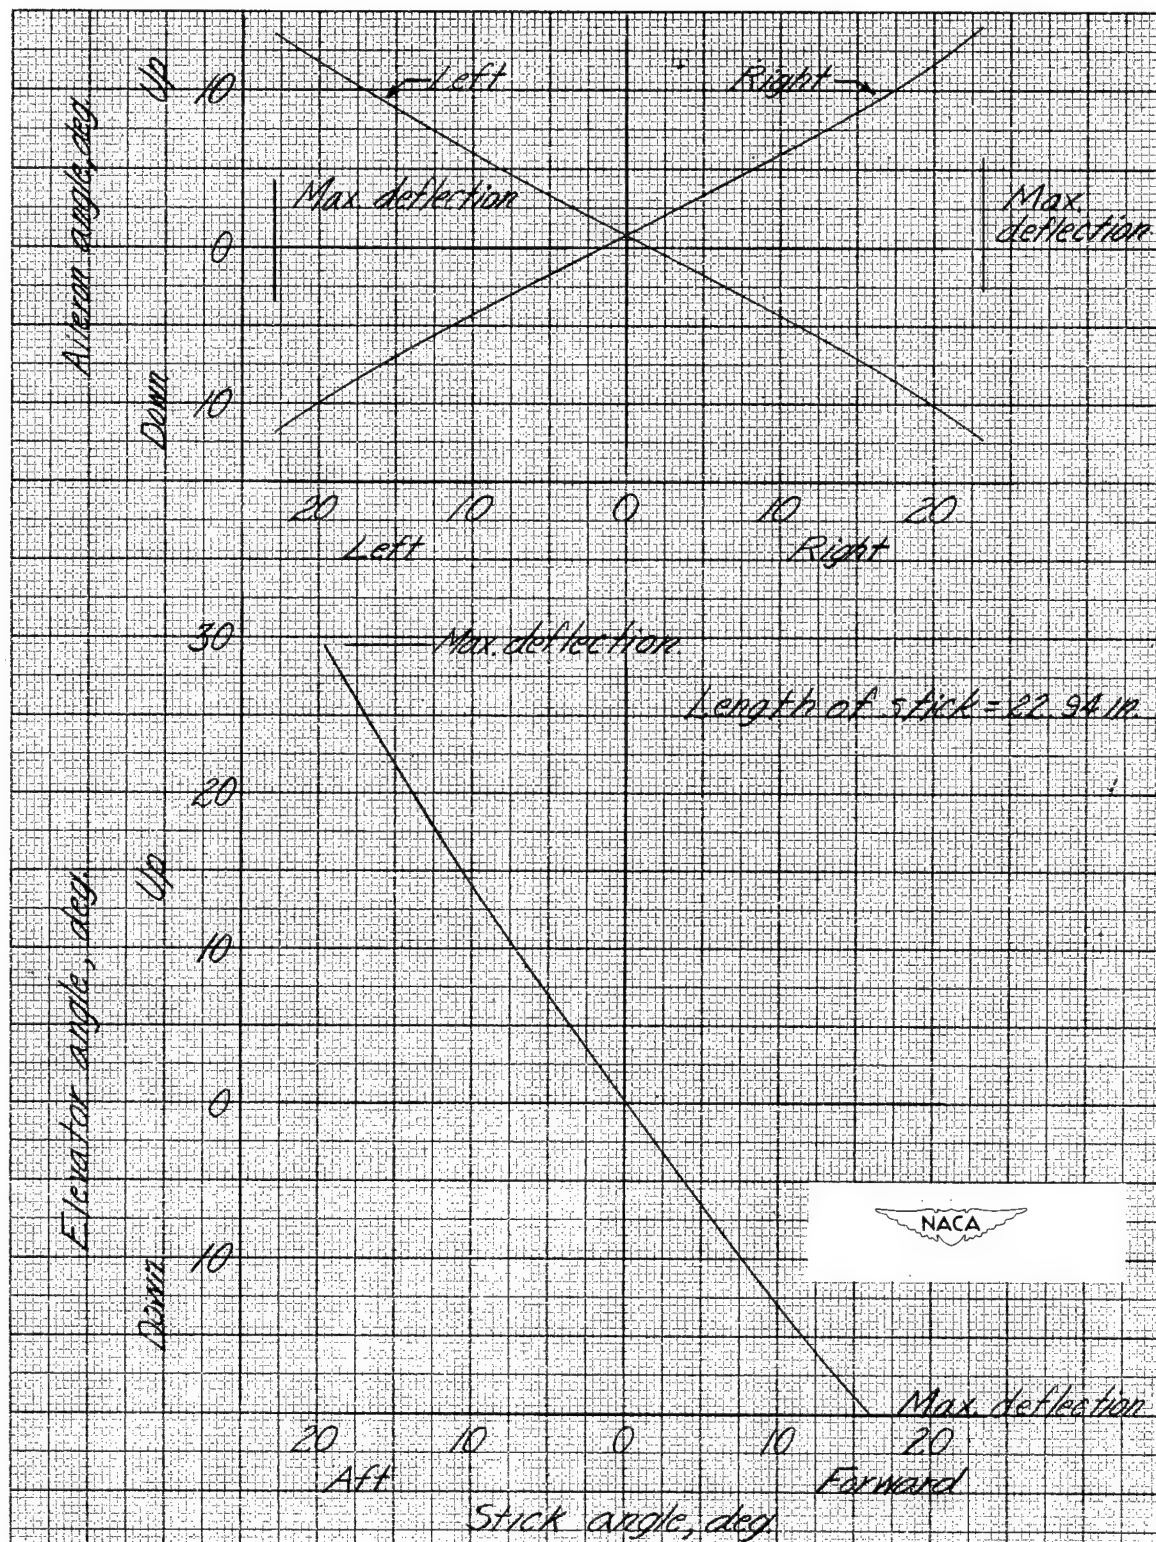 Aileron angle, deg.
Up
Down
10
0
10
Left
Right
Max. deflection
Max.
deflection
20 10 0 10 20
Left Right
30
20
10
0
10
Elevator angle, deg.
Up
Down
Max. deflection
Length of stick = 22.94 in.
NACA
Max. deflection
20 10 0 10 20
Aft Forward
Stick angle, deg.